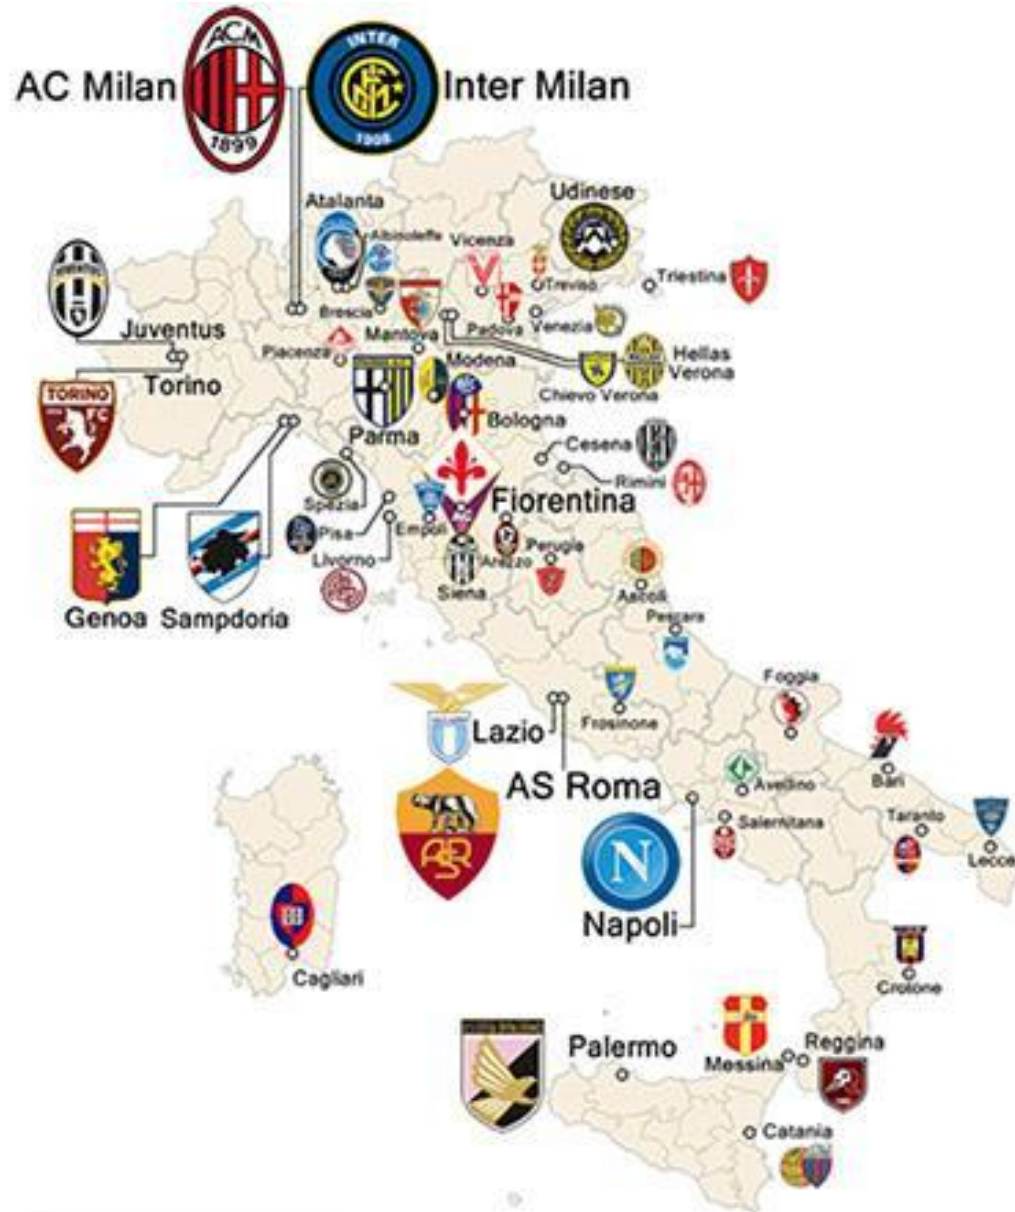 ACM
INTER
AC Milan
Inter Milan
1899
1908
Atalanta
Udinese
Albinoleffe
Vicenza
Treviso
Triestina
Brescia
Juventus
Mantova
Padova
Venezia
Piacenza
Modena
Hellas
Verona
Torino
Chievo Verona
TORINO
FC
Bologna
Parma
Cesena
Rimini
Spezia
Fiorentina
Pisa
Empoli
Livorno
Arezzo
Perugia
Siena
Ascoli
Genoa
Sampdoria
Pescara
Foggia
Lazio
Frosinone
AS Roma
Avellino
Bari
ASR
Salernitana
Taranto
N
Lecce
Napoli
Cagliari
Crotone
Palermo
Messina
Reggina
Catania